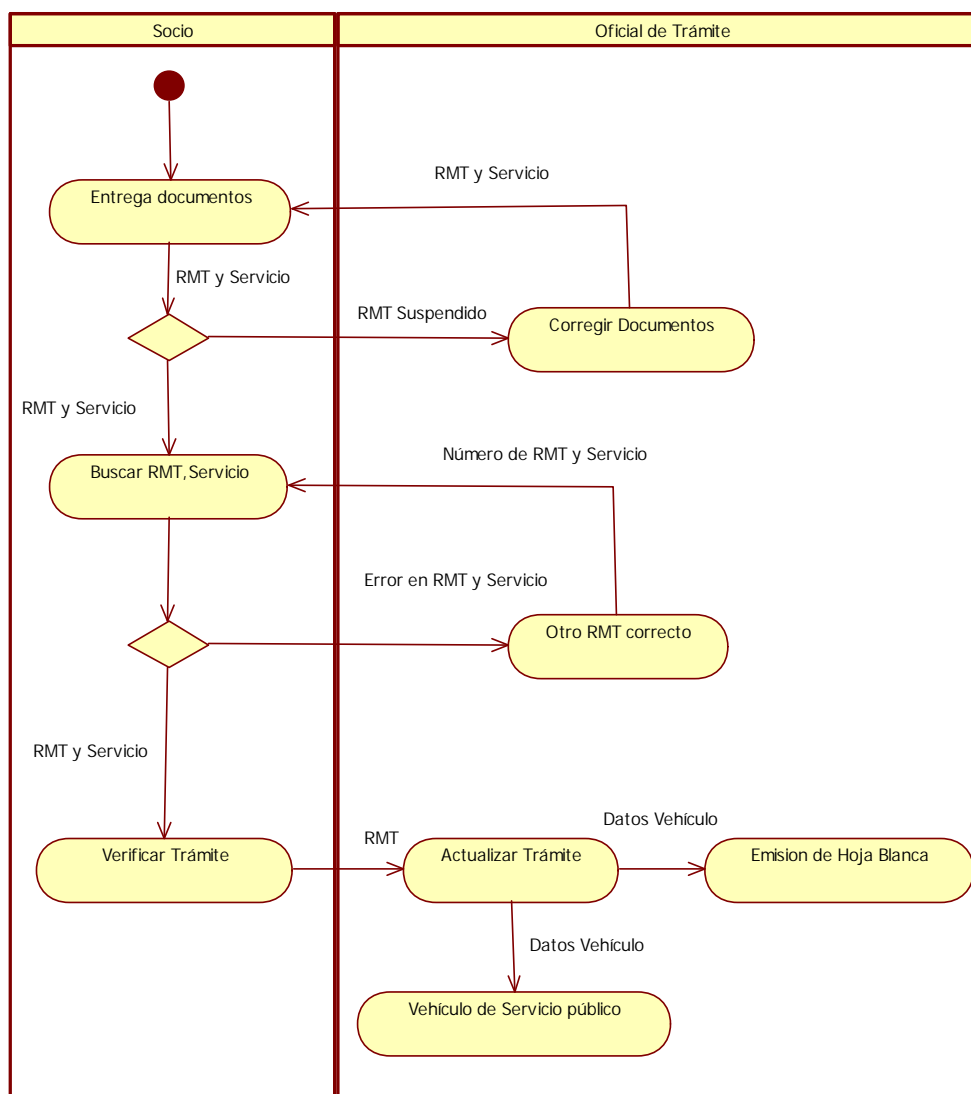 Socio
Oficial de Trámite
RMT y Servicio
Entrega documentos
RMT y Servicio
RMT Suspendido
Corregir Documentos
RMT y Servicio
Número de RMT y Servicio
Buscar RMT,Servicio
Error en RMT y Servicio
Otro RMT correcto
RMT y Servicio
Datos Vehículo
RMT
Verificar Trámite
Actualizar Trámite
Emision de Hoja Blanca
Datos Vehículo
Vehículo de Servicio público